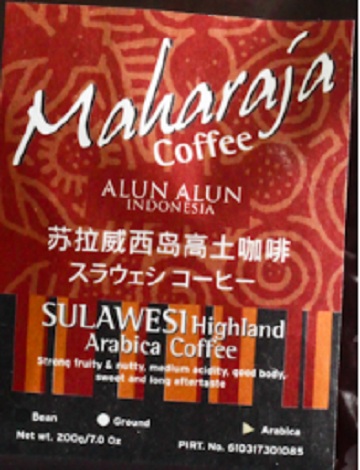 Maharaja
Coffee
ALUN ALUN
INDONESIA
苏拉威西岛高土咖啡
スラウェシ コーヒー
SULAWESI Highland
Arabica Coffee
Strong fruity & nutty, medium acidity, good body,
sweet and long aftertaste
Bean Ground Arabica
Net wt. 200g/7.0 Oz PIRT. No. 610317301085